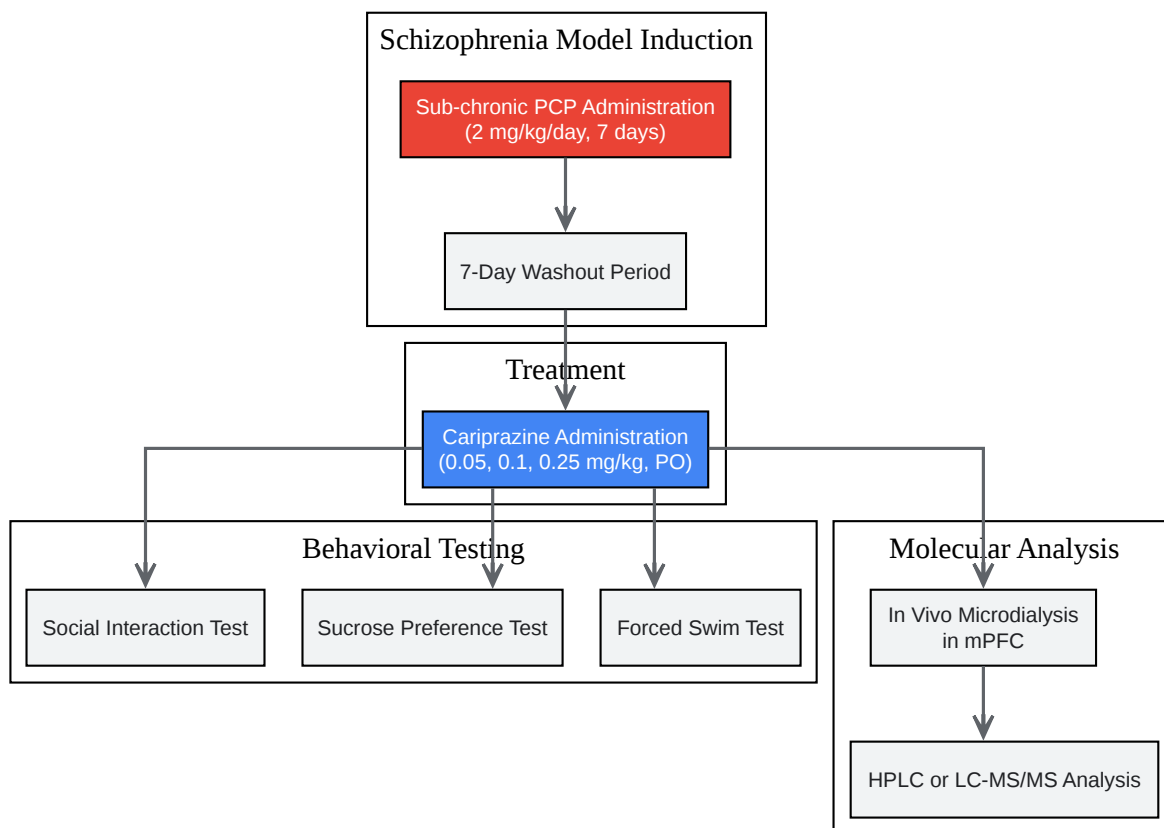 Schizophrenia Model Induction
Sub-chronic PCP Administration
(2 mg/kg/day, 7 days)
7-Day Washout Period
Treatment
Cariprazine Administration
(0.05, 0.1, 0.25 mg/kg, PO)
Behavioral Testing
Social Interaction Test
Sucrose Preference Test
Forced Swim Test
Molecular Analysis
In Vivo Microdialysis
in mPFC
HPLC or LC-MS/MS Analysis